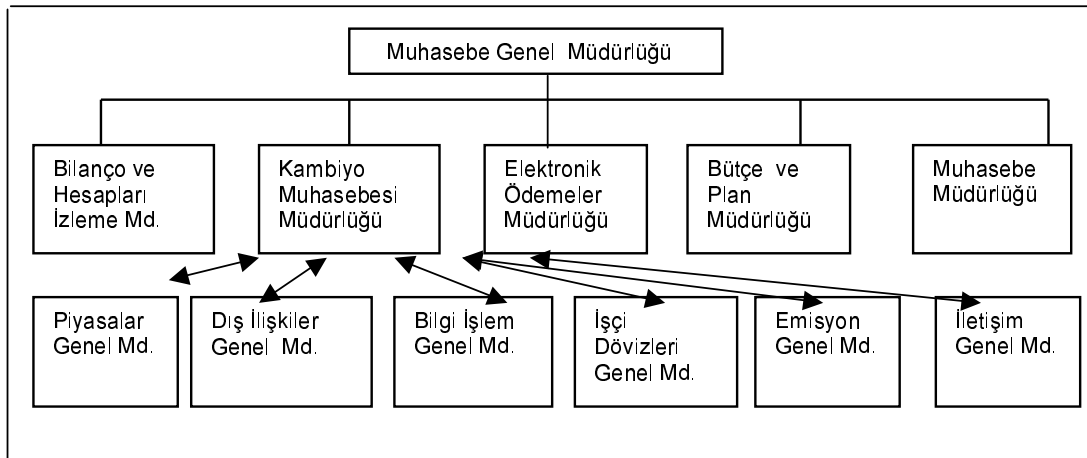 Muhasebe Genel Müdürlüğü
Bilanço ve
Hesapları
İzleme Md.
Kambiyo
Muhasebesi
Müdürlüğü
Elektronik
Ödemeler
Müdürlüğü
Bütçe ve
Plan
Müdürlüğü
Muhasebe
Müdürlüğü
Piyasalar
Genel Md.
Dış İlişkiler
Genel Md.
Bilgi İşlem
Genel Md.
İşçi
Dövizleri
Genel Md.
Emisyon
Genel Md.
İletişim
Genel Md.